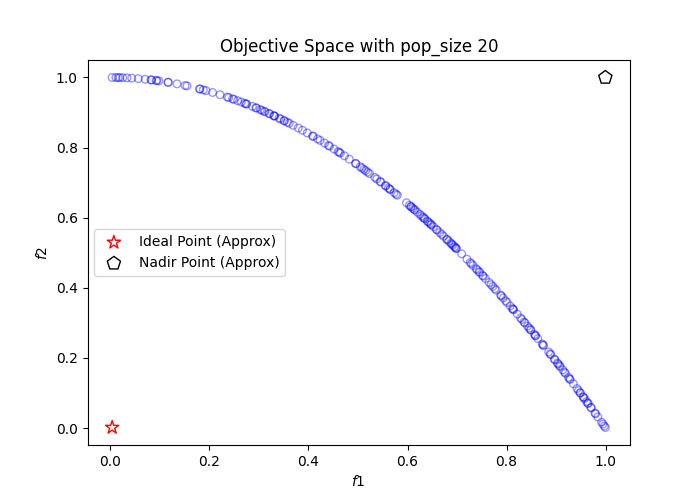 Objective Space with pop_size 20
1.0
0.8
0.6
0.4
0.2
0.0
f2
Ideal Point (Approx)
Nadir Point (Approx)
0.0 0.2 0.4 0.6 0.8 1.0
f1